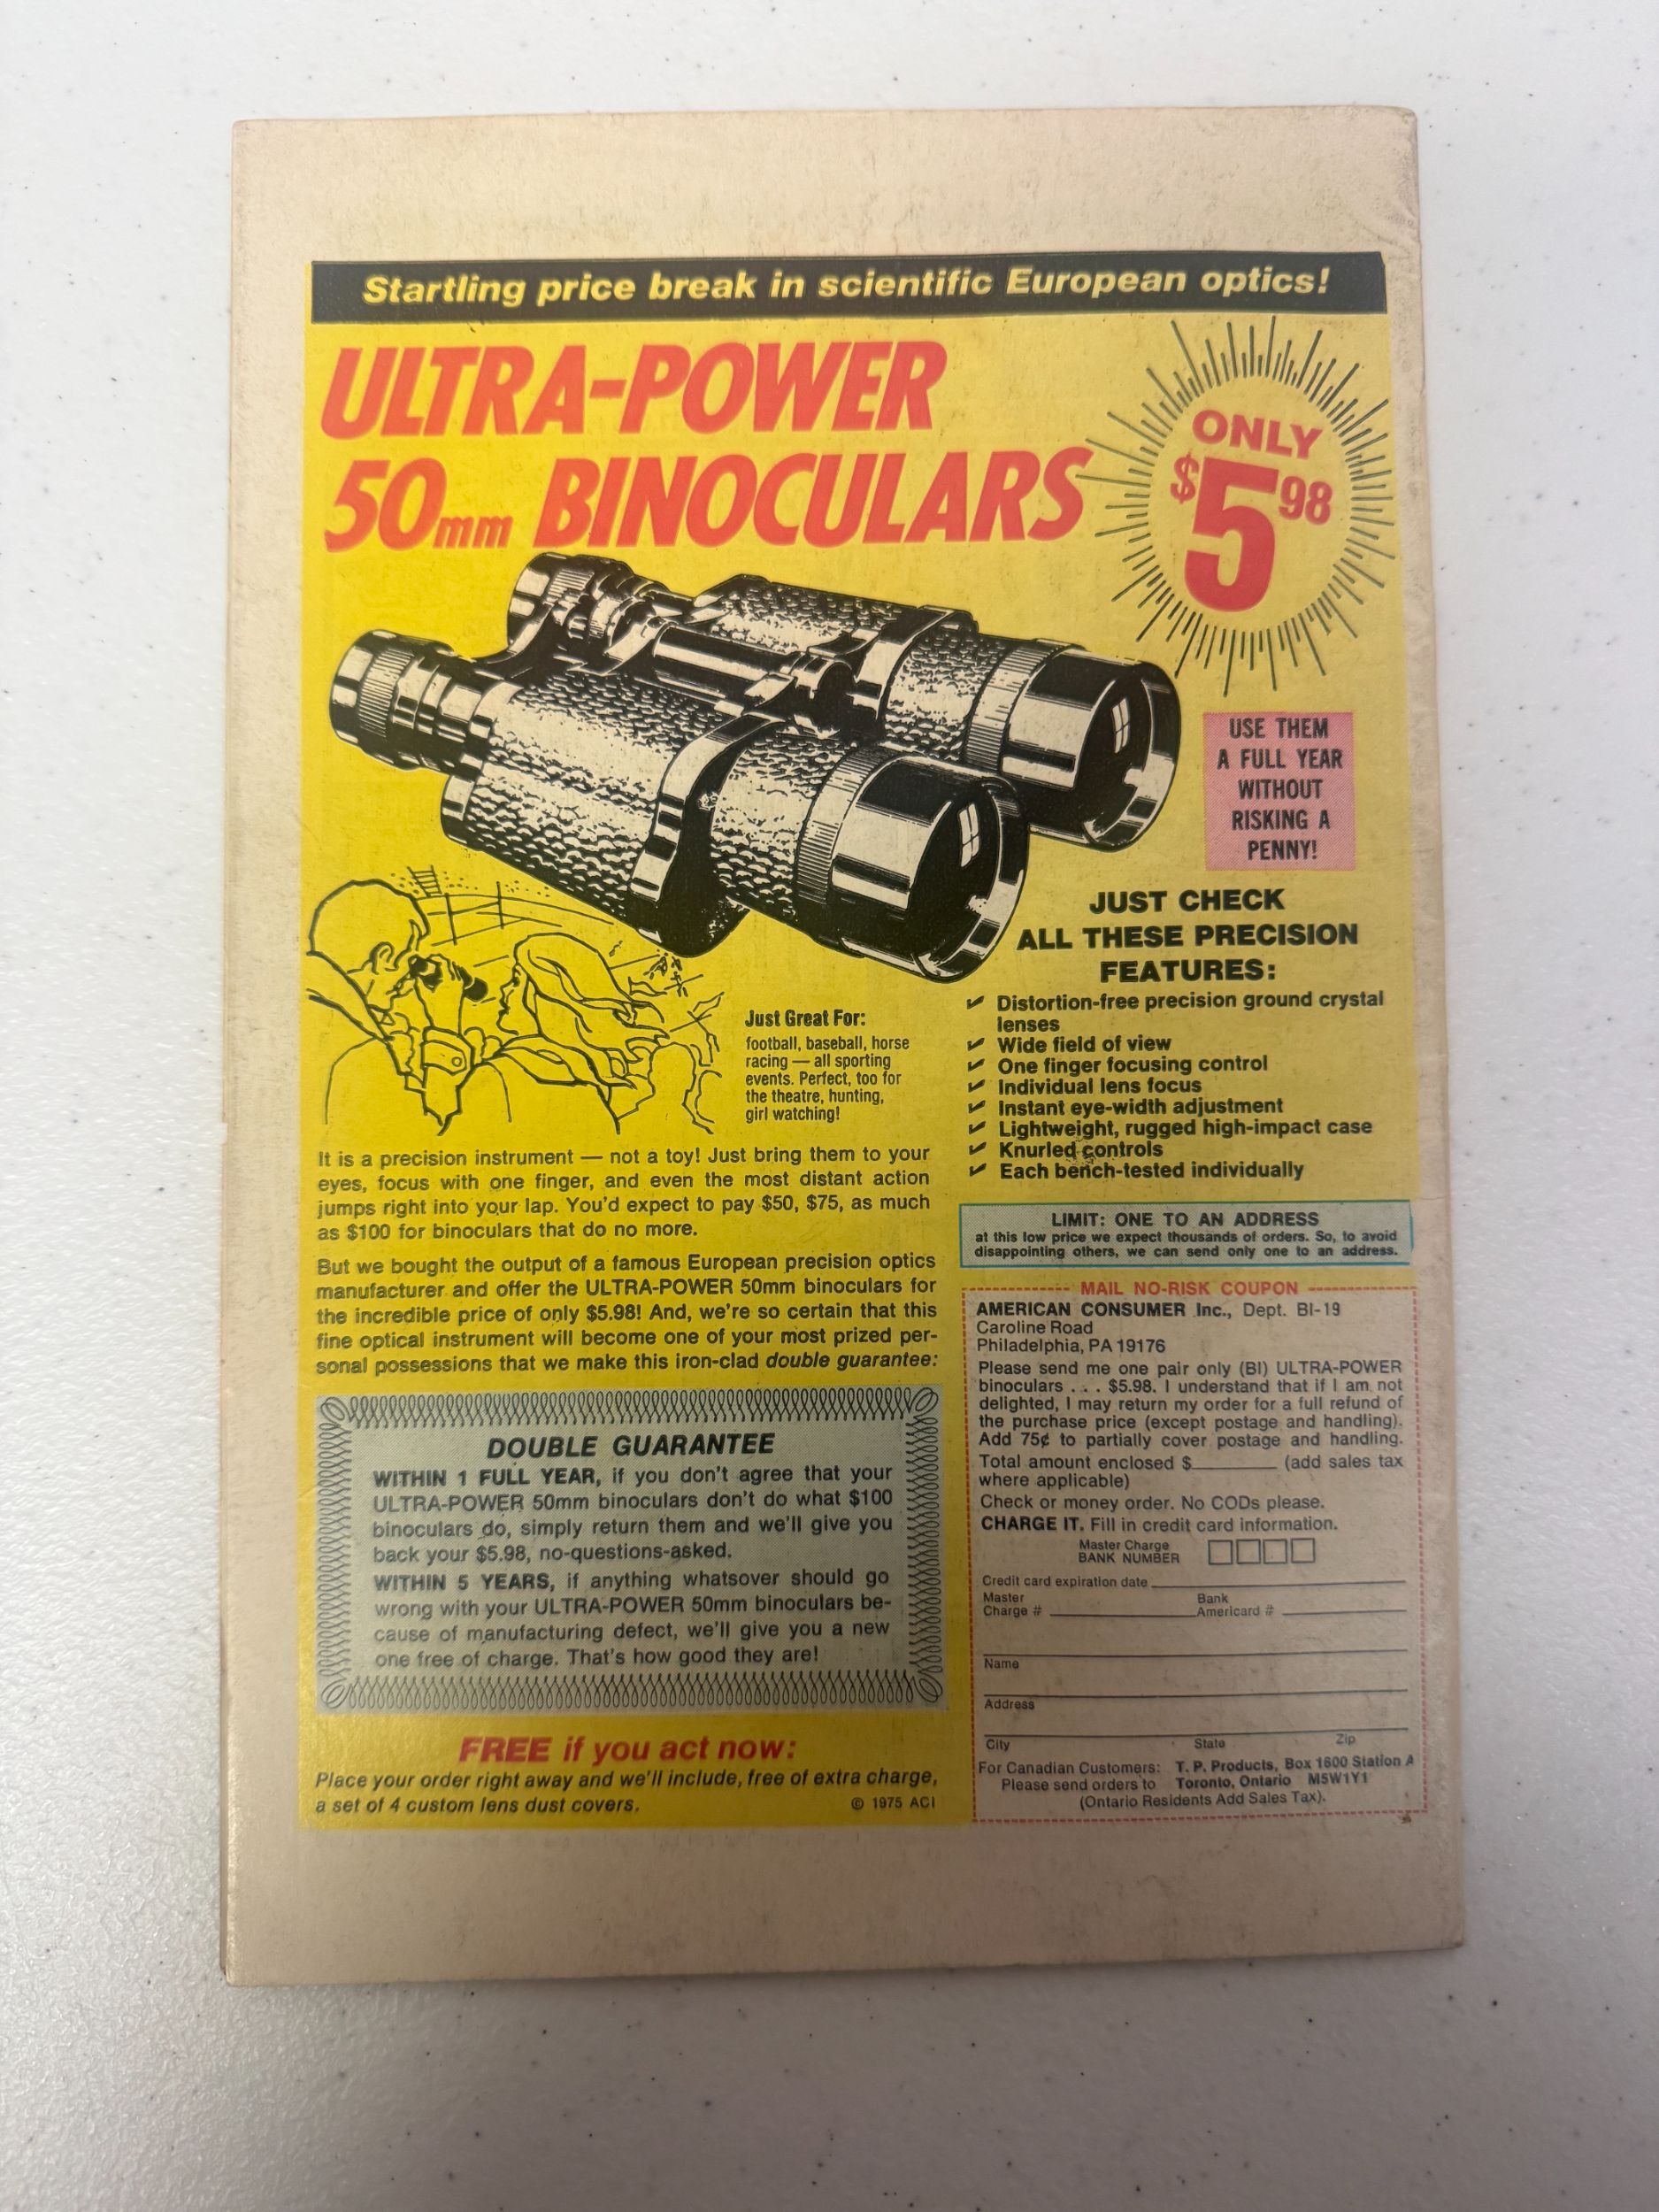 Startling price break in scientific European optics!
ULTRA-POWER
50mm BINOCULARS
ONLY
$5 98
USE THEM
A FULL YEAR
WITHOUT
RISKING A
PENNY!
JUST CHECK
ALL THESE PRECISION
FEATURES:
✔ Distortion-free precision ground crystal
lenses
✔ Wide field of view
✔ One finger focusing control
✔ Individual lens focus
✔ Instant eye-width adjustment
✔ Lightweight, rugged high-impact case
✔ Knurled controls
✔ Each bench-tested individually
Just Great For:
football, baseball, horse
racing — all sporting
events. Perfect, too for
the theatre, hunting,
girl watching!
It is a precision instrument — not a toy! Just bring them to your
eyes, focus with one finger, and even the most distant action
jumps right into your lap. You'd expect to pay $50, $75, as much
as $100 for binoculars that do no more.
But we bought the output of a famous European precision optics
manufacturer and offer the ULTRA-POWER 50mm binoculars for
the incredible price of only $5.98! And, we're so certain that this
fine optical instrument will become one of your most prized per-
sonal possessions that we make this iron-clad double guarantee:
DOUBLE GUARANTEE
WITHIN 1 FULL YEAR, if you don't agree that your
ULTRA-POWER 50mm binoculars don't do what $100
binoculars do, simply return them and we'll give you
back your $5.98, no-questions-asked.
WITHIN 5 YEARS, if anything whatsover should go
wrong with your ULTRA-POWER 50mm binoculars be-
cause of manufacturing defect, we'll give you a new
one free of charge. That's how good they are!
FREE if you act now:
Place your order right away and we'll include, free of extra charge,
a set of 4 custom lens dust covers.
© 1975 ACI
LIMIT: ONE TO AN ADDRESS
at this low price we expect thousands of orders. So, to avoid
disappointing others, we can send only one to an address.
MAIL NO-RISK COUPON
AMERICAN CONSUMER Inc., Dept. BI-19
Caroline Road
Philadelphia, PA 19176
Please send me one pair only (BI) ULTRA-POWER
binoculars . . . $5.98. I understand that if I am not
delighted, I may return my order for a full refund of
the purchase price (except postage and handling).
Add 75¢ to partially cover postage and handling.
Total amount enclosed $________ (add sales tax
where applicable)
Check or money order. No CODs please.
CHARGE IT. Fill in credit card information.
Master Charge
BANK NUMBER
Credit card expiration date
Master Bank
Charge # Americard #
Name
Address
City State Zip
For Canadian Customers: T. P. Products, Box 1600 Station A
Please send orders to Toronto, Ontario M5W1Y1
(Ontario Residents Add Sales Tax).